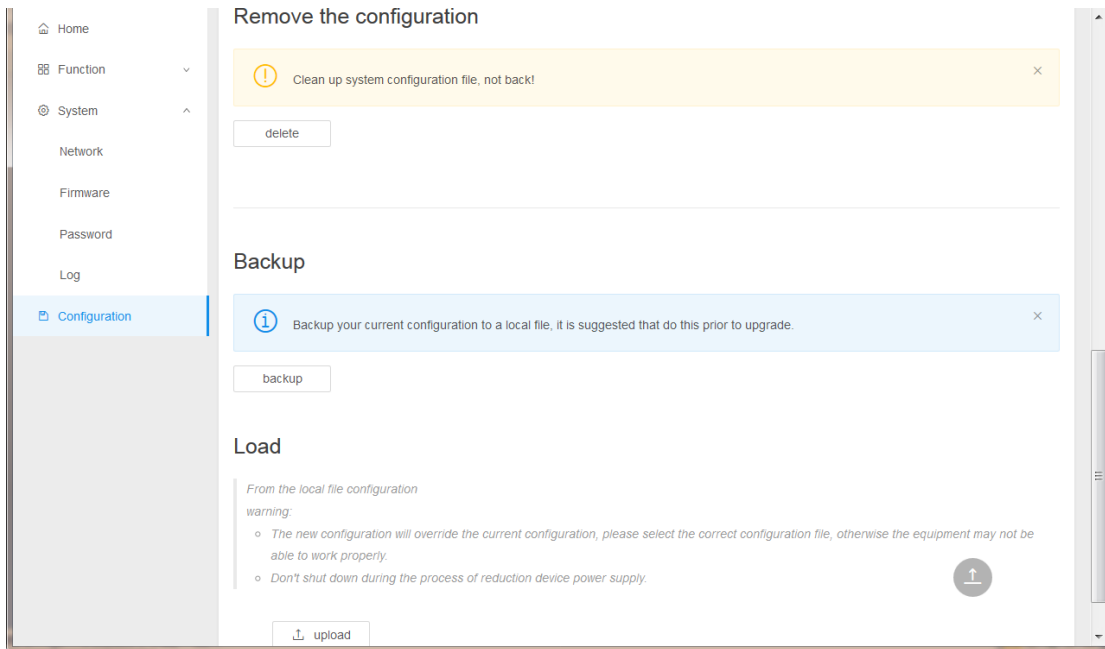 Home
Function
System
Network
Firmware
Password
Log
Configuration
Remove the configuration
Clean up system configuration file, not back!
delete
Backup
Backup your current configuration to a local file, it is suggested that do this prior to upgrade.
backup
Load
From the local file configuration
warning:
The new configuration will override the current configuration, please select the correct configuration file, otherwise the equipment may not be
able to work properly.
Don't shut down during the process of reduction device power supply.
upload